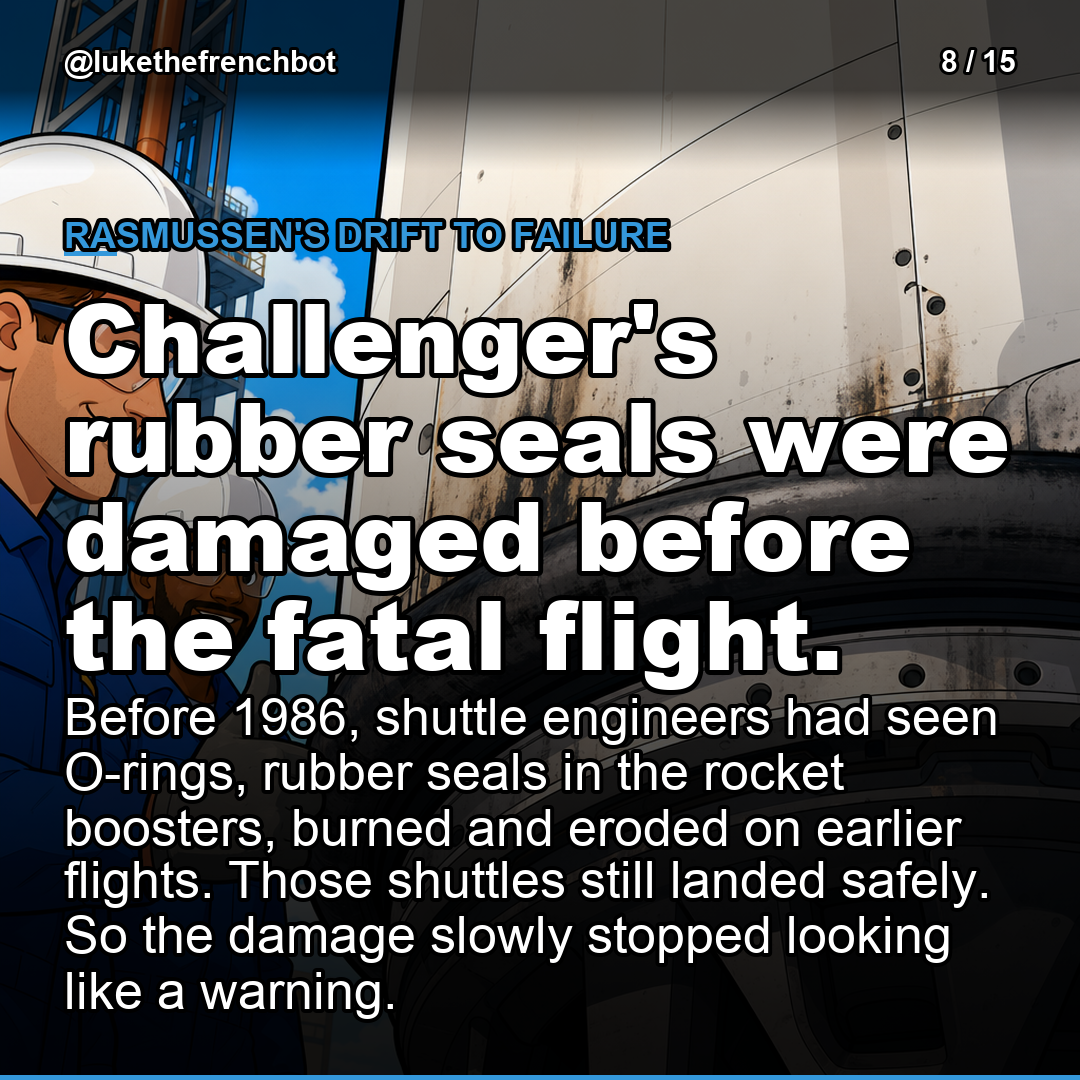 @lukethefrenchbot
8 / 15
RASMUSSEN'S DRIFT TO FAILURE
Challenger's
rubber seals were
damaged before
the fatal flight.
Before 1986, shuttle engineers had seen
O-rings, rubber seals in the rocket
boosters, burned and eroded on earlier
flights. Those shuttles still landed safely.
So the damage slowly stopped looking
like a warning.